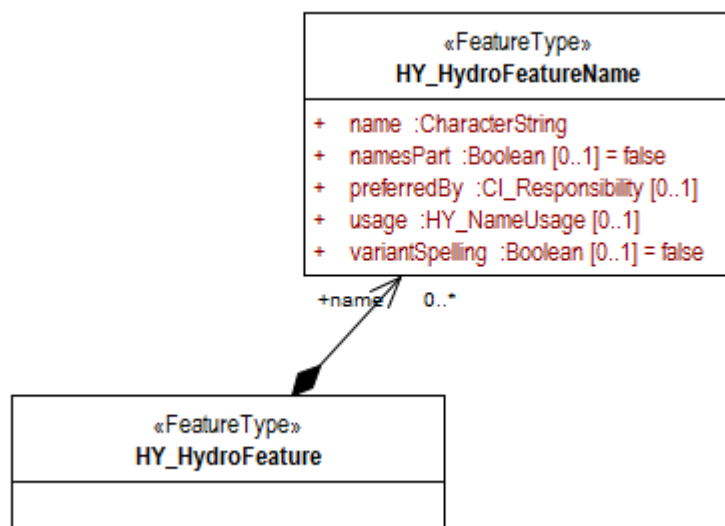 «FeatureType»
HY_HydroFeatureName
+ name :CharacterString
+ namesPart :Boolean [0..1] = false
+ preferredBy :CI_Responsibility [0..1]
+ usage :HY_NameUsage [0..1]
+ variantSpelling :Boolean [0..1] = false
+name 0..*
«FeatureType»
HY_HydroFeature